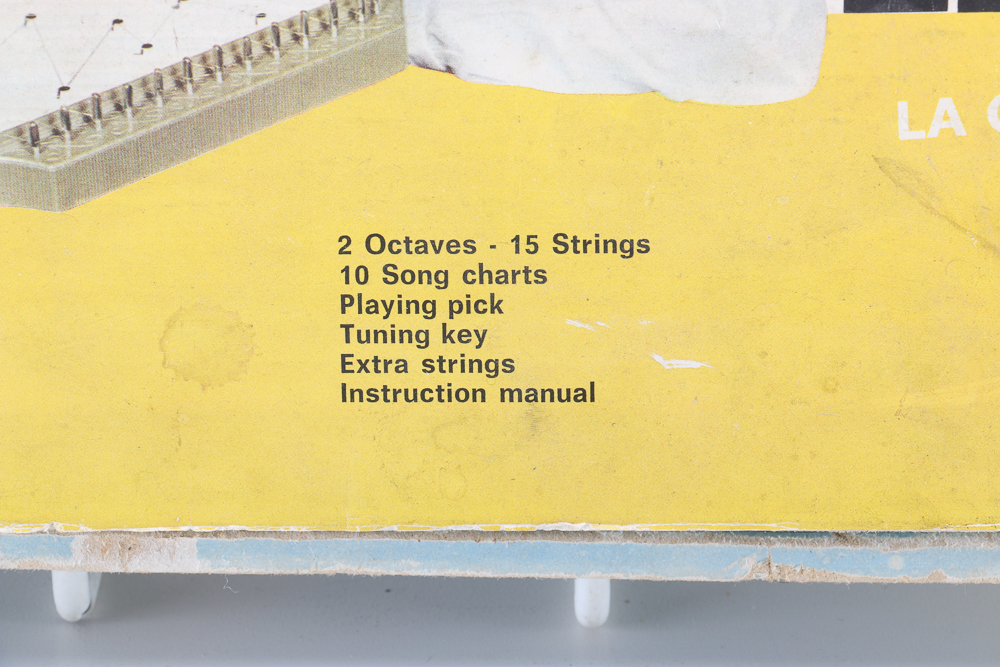 LA
2 Octaves - 15 Strings
10 Song charts
Playing pick
Tuning key
Extra strings
Instruction manual